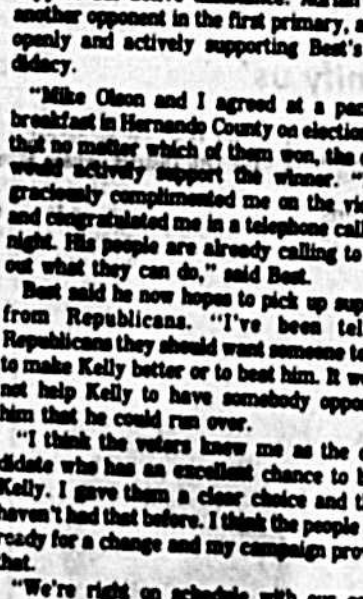 another opponent in the first primary, a
openly and actively supporting Best's
didacy.
"Mike Olson and I agreed at a pa
breakfast in Hernando County on election
that no matter which of them won, the
would actively support the winner. "
graciously complimented me on the vic
and congratulated me in a telephone call
night. His people are already calling to
out what they can do," said Best.
Best said he now hopes to pick up sup
from Republicans. "I've been tel
Republicans they should want someone to
to make Kelly better or to beat him. It w
not help Kelly to have somebody oppo
him that he could run over.
"I think the voters knew me as the c
didate who has an excellent chance to b
Kelly. I gave them a clear choice and
haven't had that before. I think the people
ready for a change and my campaign pro
that.
"We're right on schedule with our